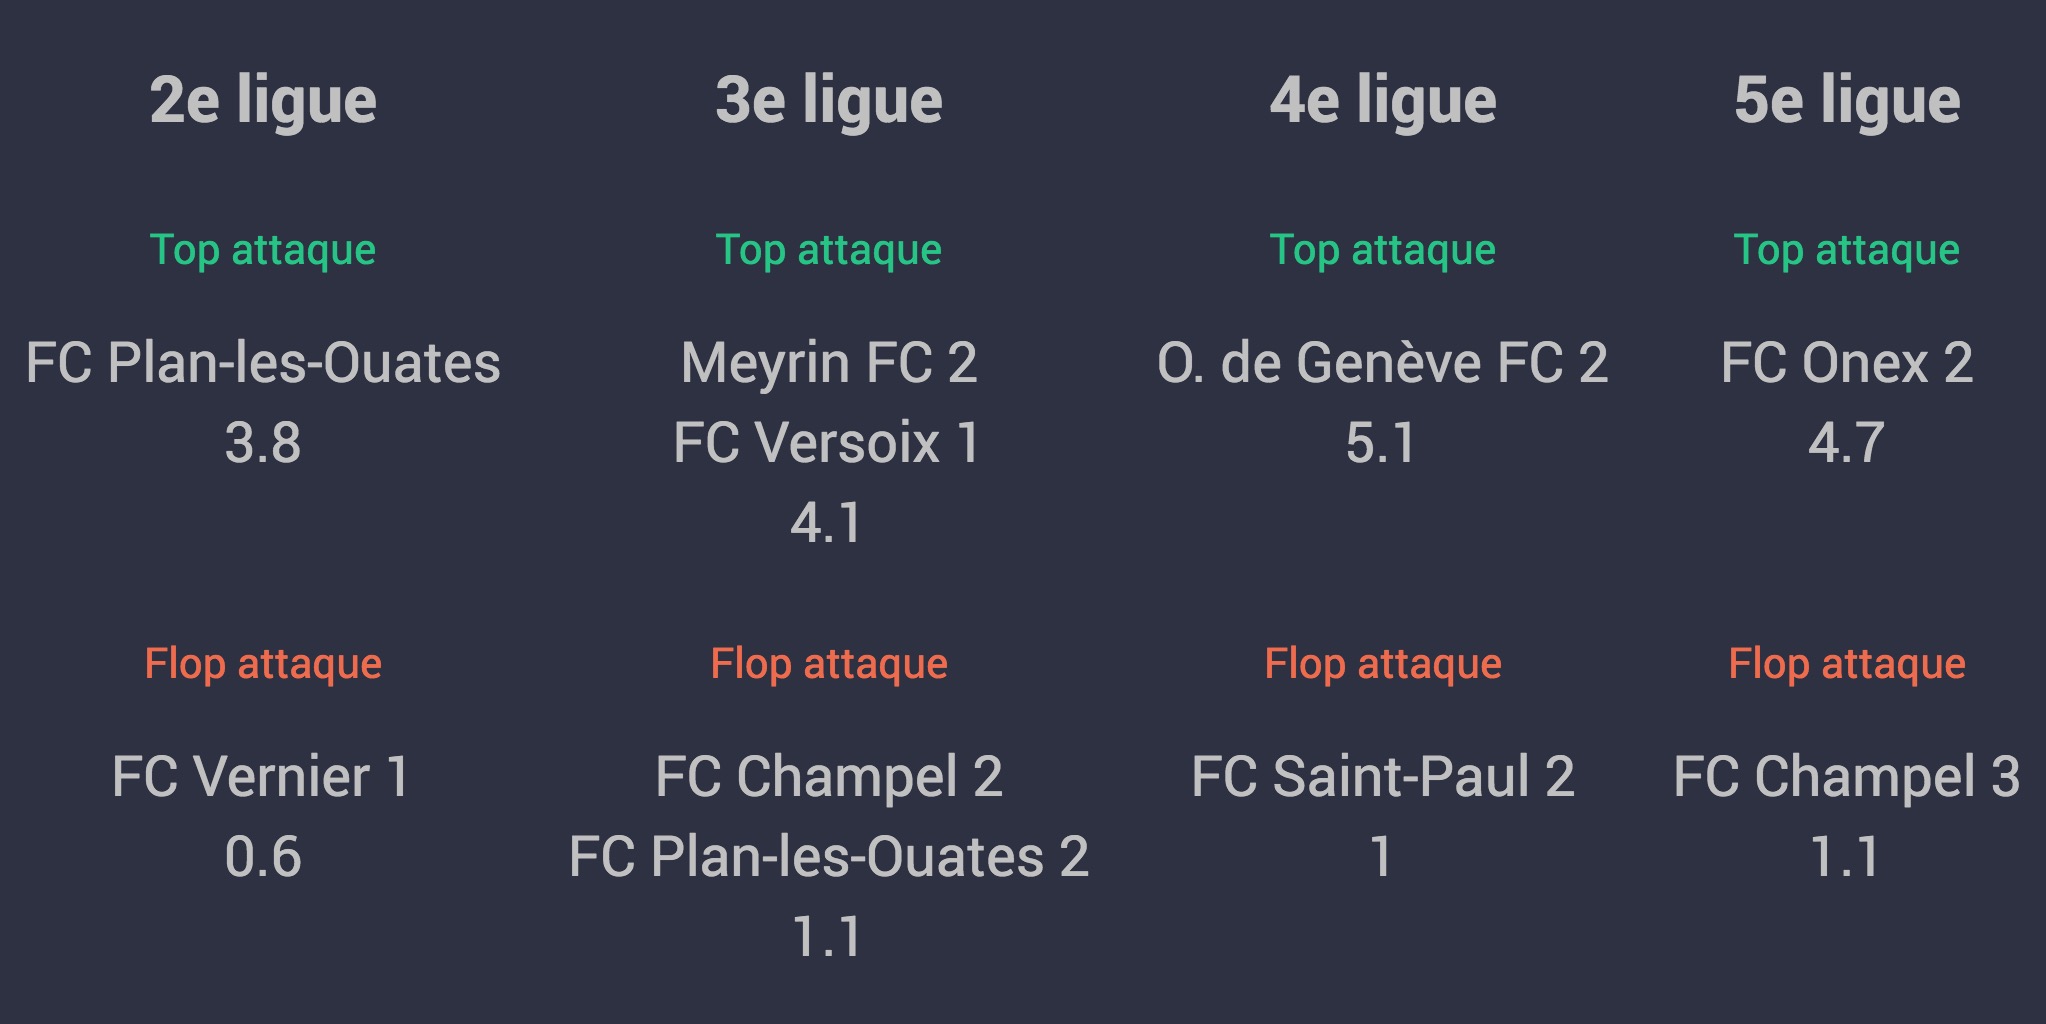 2e ligue
Top attaque
FC Plan-les-Ouates
3.8
Flop attaque
FC Vernier 1
0.6
3e ligue
Top attaque
Meyrin FC 2
FC Versoix 1
4.1
Flop attaque
FC Champel 2
FC Plan-les-Ouates 2
1.1
4e ligue
Top attaque
O. de Genève FC 2
5.1
Flop attaque
FC Saint-Paul 2
1
5e ligue
Top attaque
FC Onex 2
4.7
Flop attaque
FC Champel 3
1.1